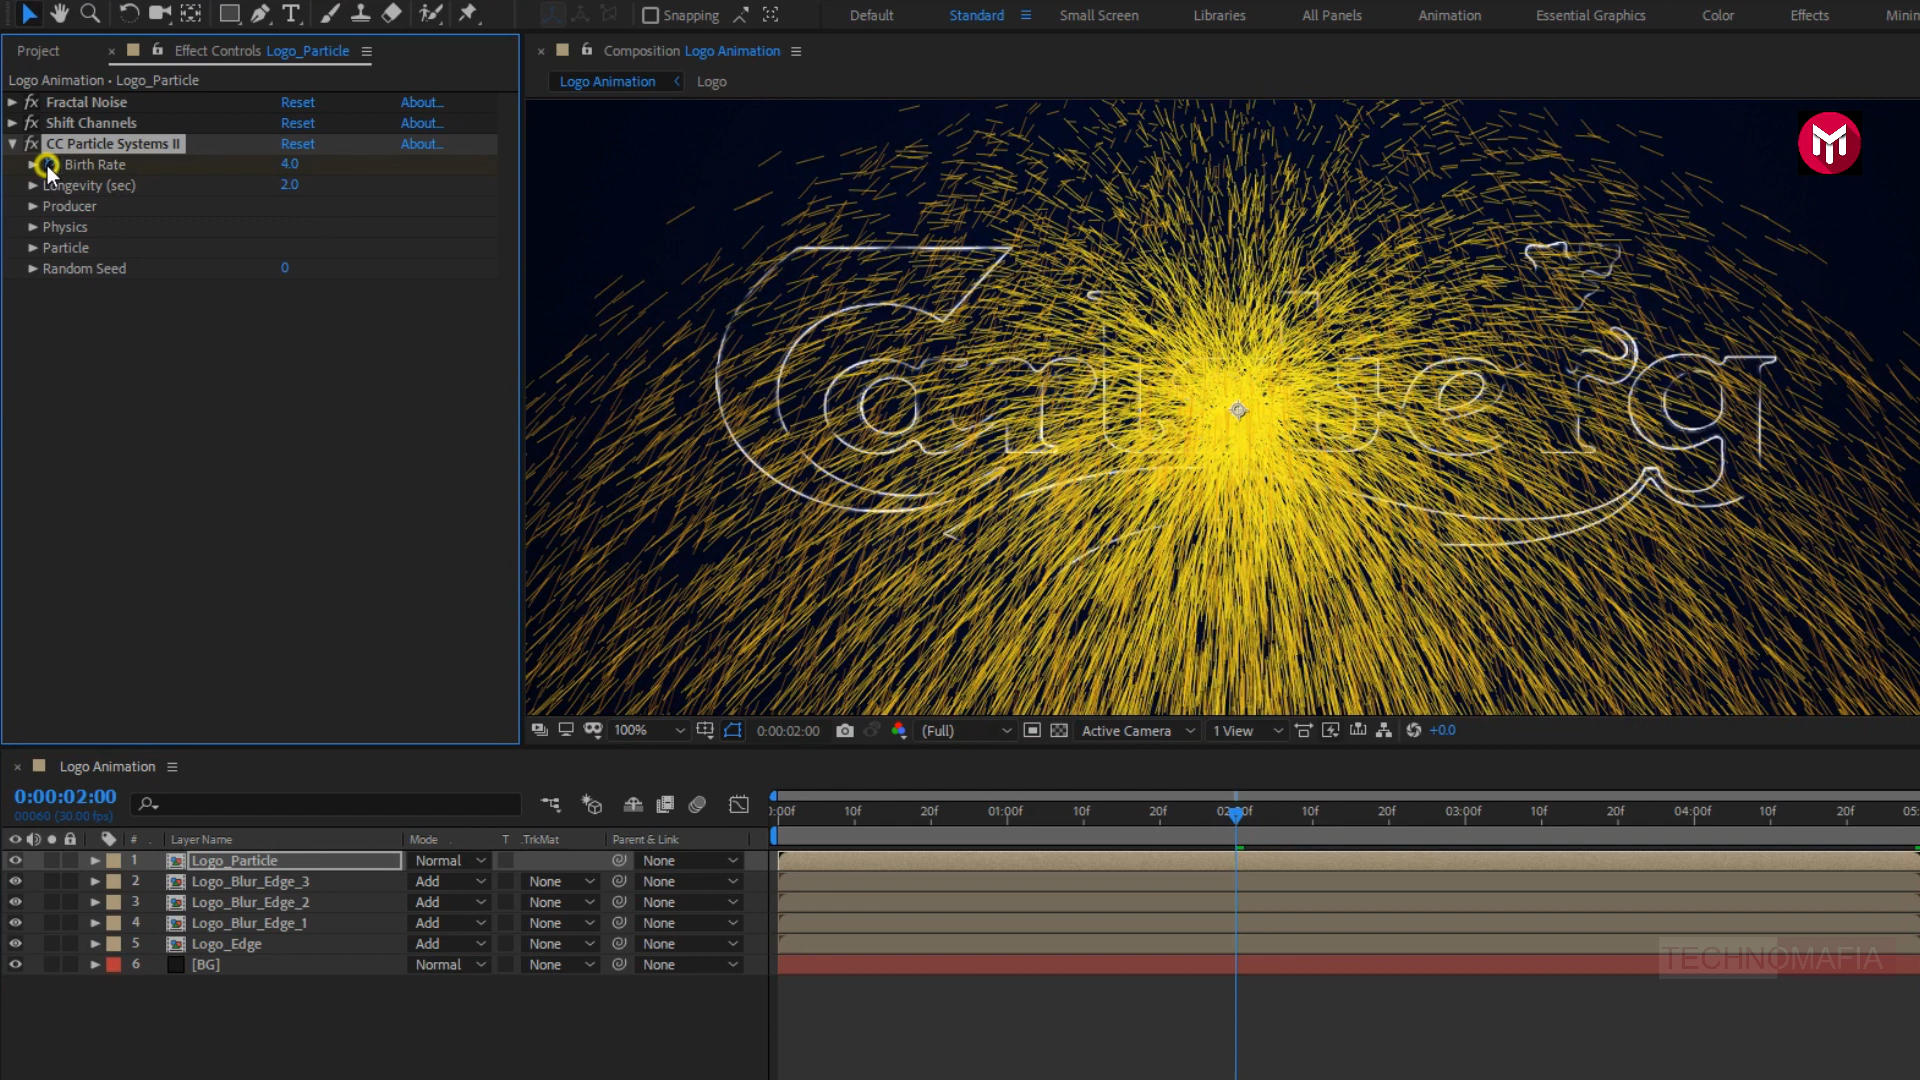 Snapping Default Standard Small Screen Libraries All Panels Animation Essential Graphics Color Effects Minim
Project × Effect Controls Logo_Particle
× Composition Logo Animation
Logo Animation • Logo_Particle
Logo Animation Logo
fx Fractal Noise Reset About...
fx Shift Channels Reset About...
fx CC Particle Systems II Reset About...
Birth Rate 4.0
Longevity (sec) 2.0
Producer
Physics
Particle
Random Seed 0
100% 0:00:02:00 (Full) Active Camera 1 View +0.0
× Logo Animation
0:00:02:00
00060 (30.00 fps)
:00f 10f 20f 01:00f 10f 20f 02:00f 10f 20f 03:00f 10f 20f 04:00f 10f 20f 05:
# Layer Name Mode T .TrkMat Parent & Link
1 Logo_Particle Normal None
2 Logo_Blur_Edge_3 Add None None
3 Logo_Blur_Edge_2 Add None None
4 Logo_Blur_Edge_1 Add None None
5 Logo_Edge Add None None
6 [BG] Normal None None
TECHNOMAFIA